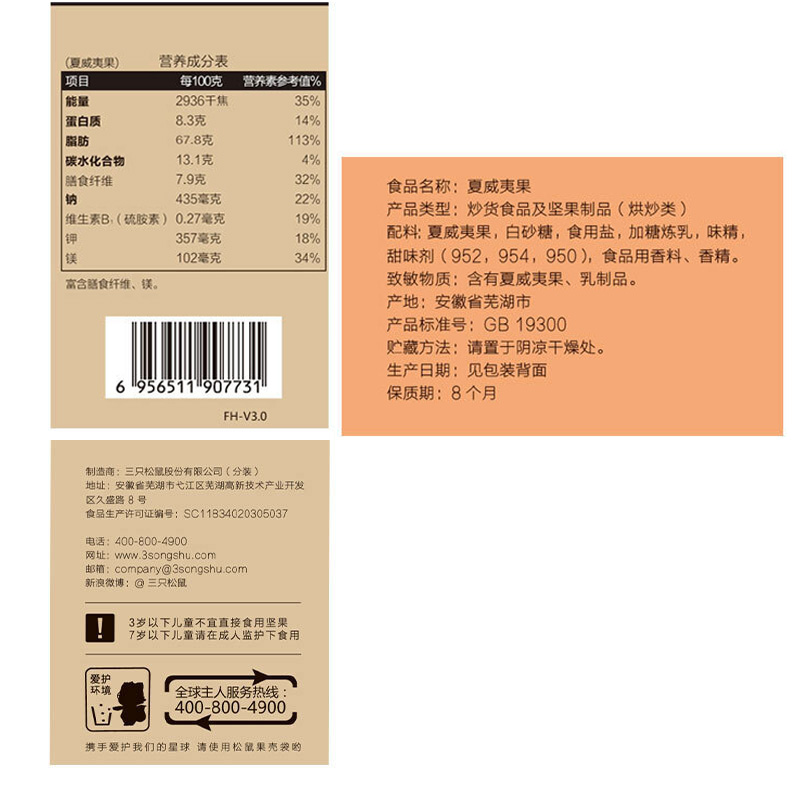 （夏威夷果） 营养成分表
项目 每100克 营养素参考值%
能量 2936千焦 35%
蛋白质 8.3克 14%
脂肪 67.8克 113%
碳水化合物 13.1克 4%
膳食纤维 7.9克 32%
钠 435毫克 22%
维生素B₁（硫胺素） 0.27毫克 19%
钾 357毫克 18%
镁 102毫克 34%
富含膳食纤维、镁。
6 956511 907731
FH-V3.0
食品名称：夏威夷果
产品类型：炒货食品及坚果制品（烘炒类）
配料：夏威夷果，白砂糖，食用盐，加糖炼乳，味精，
甜味剂（952，954，950），食品用香料、香精。
致敏物质：含有夏威夷果、乳制品。
产地：安徽省芜湖市
产品标准号：GB 19300
贮藏方法：请置于阴凉干燥处。
生产日期：见包装背面
保质期：8个月
制造商：三只松鼠股份有限公司（分装）
地址：安徽省芜湖市弋江区芜湖高新技术产业开发
区久盛路8号
食品生产许可证编号：SC11834020305037
电话：400-800-4900
网址：www.3songshu.com
邮箱：company@3songshu.com
新浪微博：@三只松鼠
! 3岁以下儿童不宜直接食用坚果
7岁以下儿童请在成人监护下食用
爱护
环境
全球主人服务热线：
400-800-4900
携手爱护我们的星球 请使用松鼠果壳袋哟